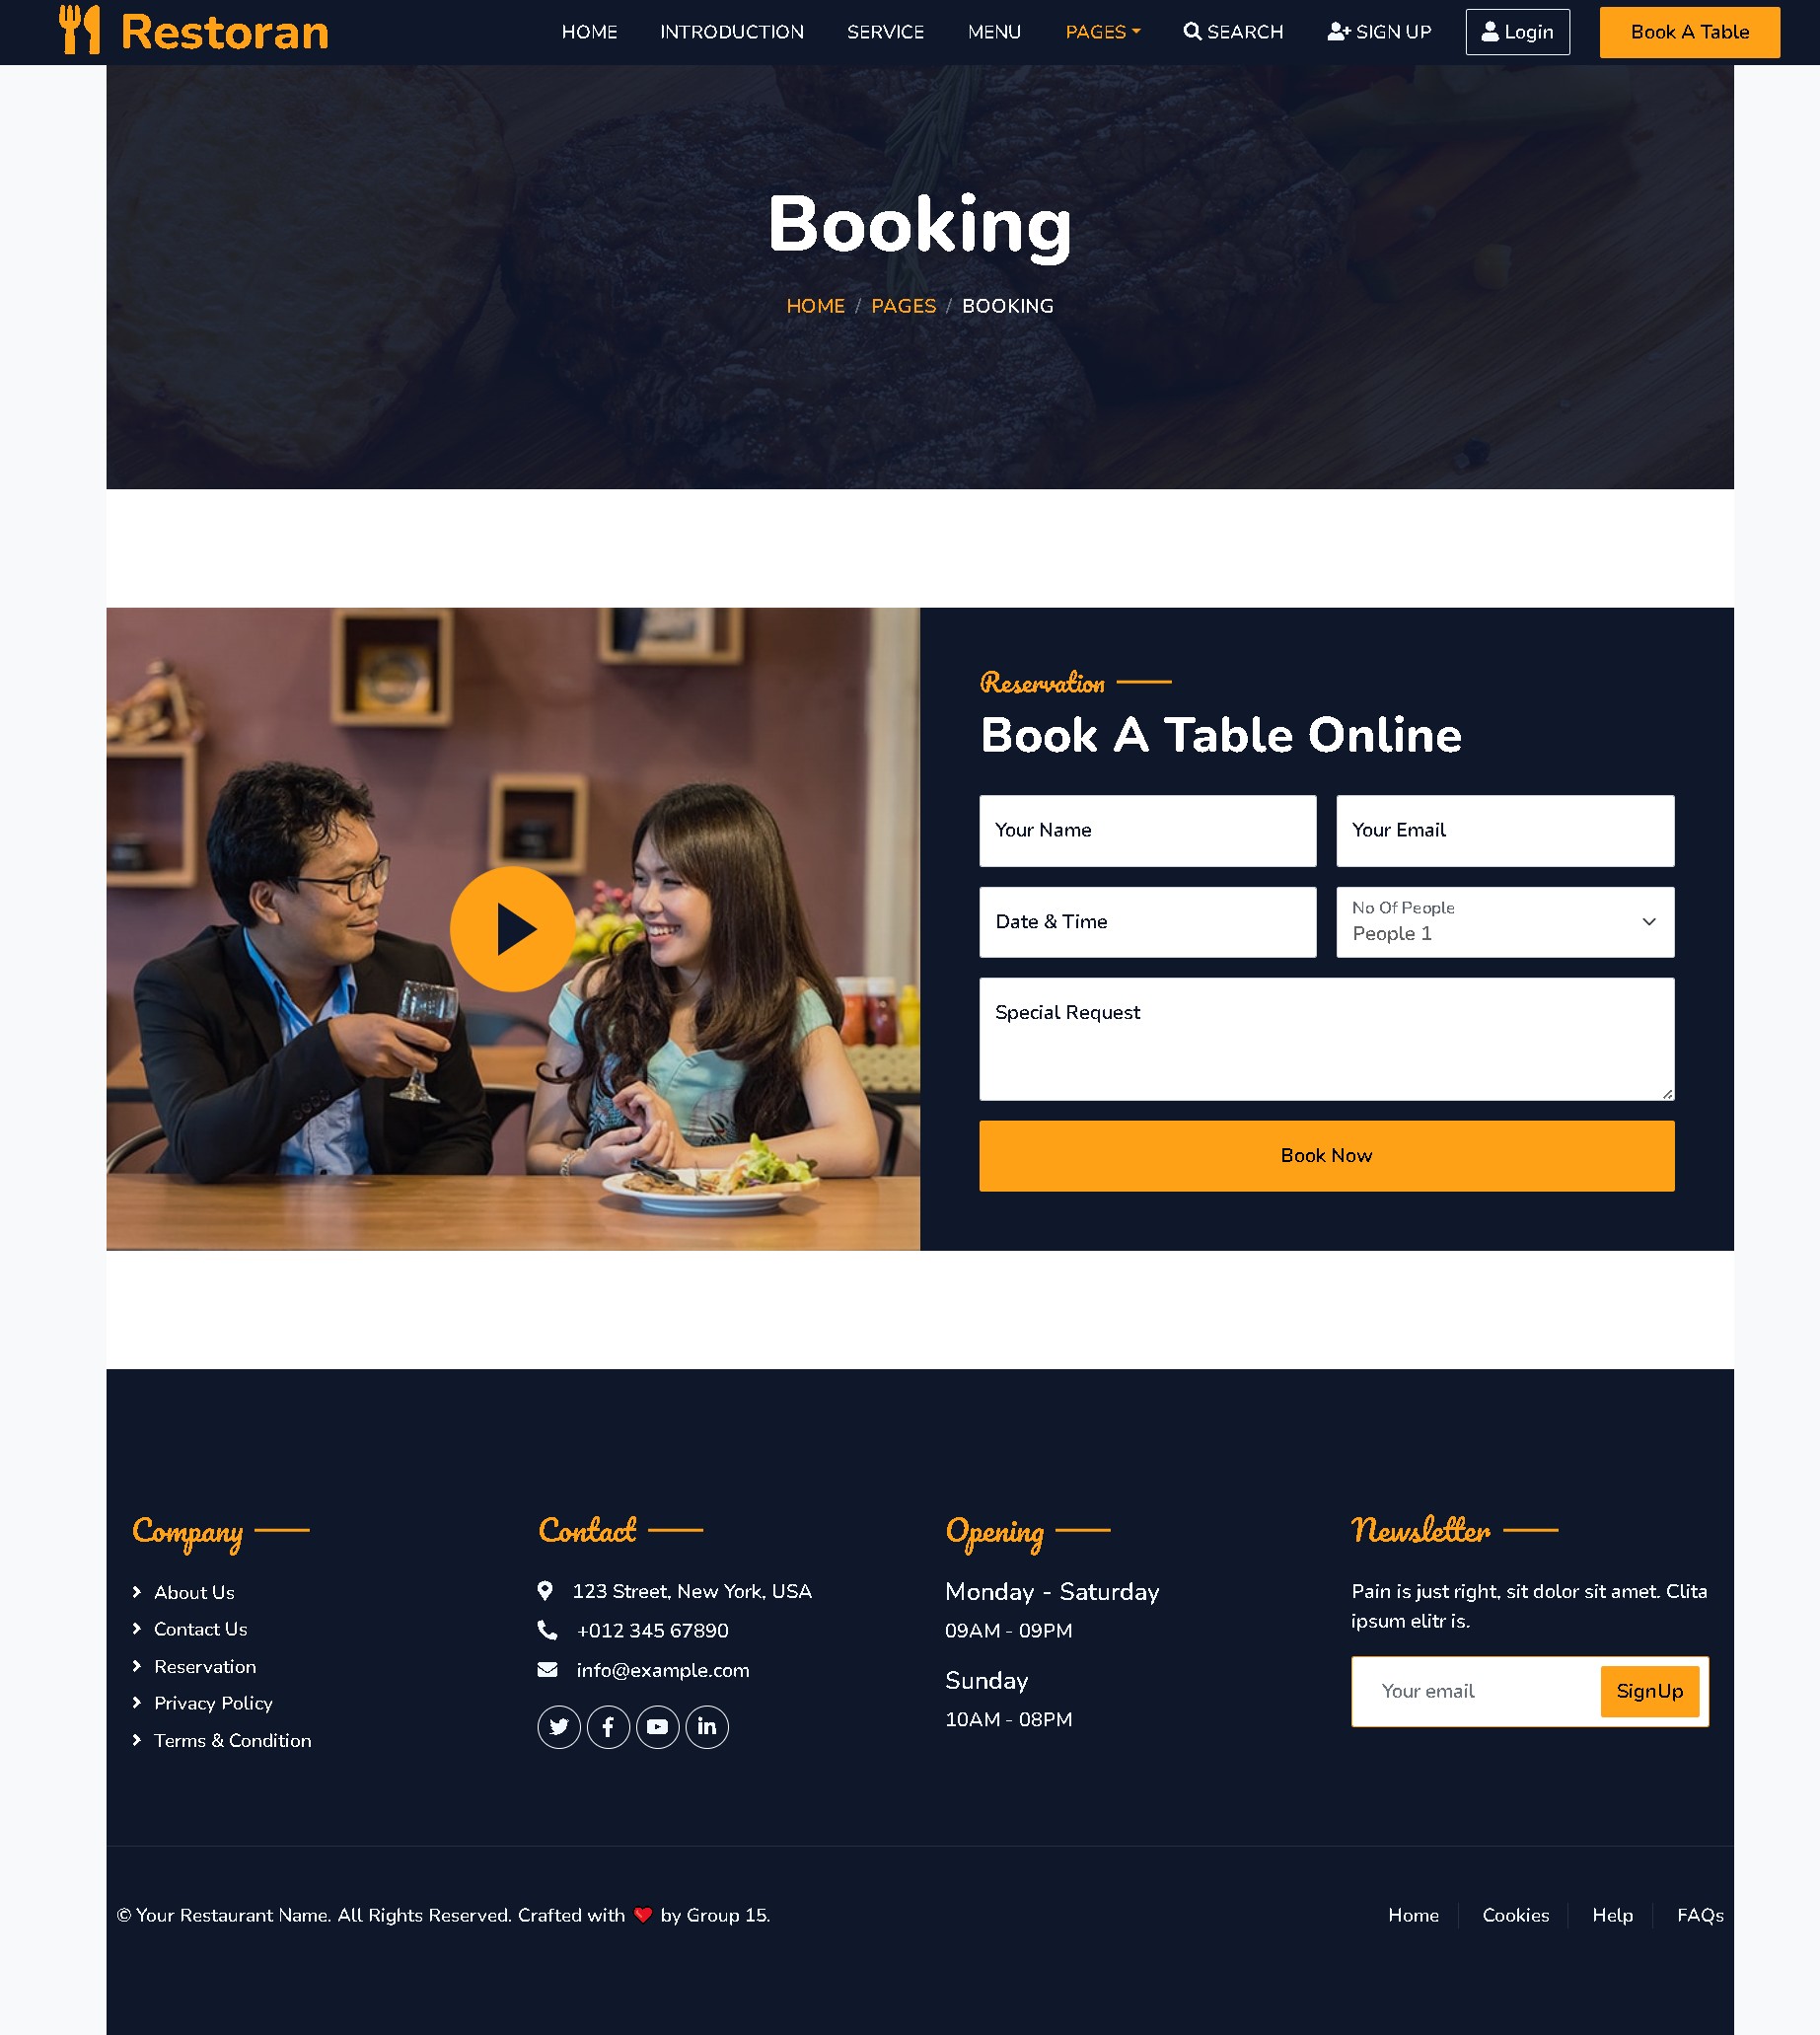 Restoran
HOME INTRODUCTION SERVICE MENU PAGES SEARCH SIGN UP Login Book A Table
Booking
HOME / PAGES / BOOKING
Reservation
Book A Table Online
Your Name
Your Email
Date & Time
No Of People
People 1
Special Request
Book Now
Company
About Us
Contact Us
Reservation
Privacy Policy
Terms & Condition
Contact
123 Street, New York, USA
+012 345 67890
info@example.com
Opening
Monday - Saturday
09AM - 09PM
Sunday
10AM - 08PM
Newsletter
Pain is just right, sit dolor sit amet. Clita
ipsum elitr is.
Your email
SignUp
© Your Restaurant Name. All Rights Reserved. Crafted with ❤ by Group 15.
Home Cookies Help FAQs